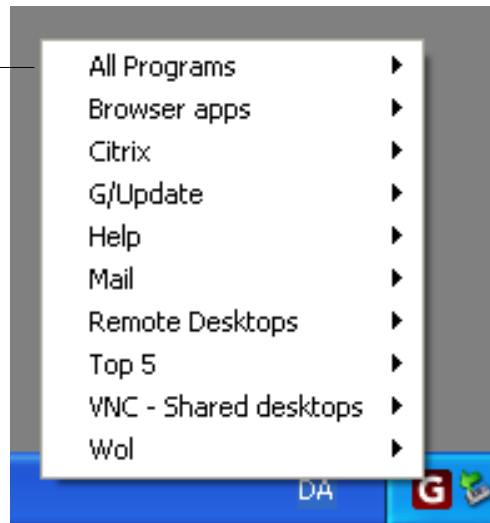 All Programs
Browser apps
Citrix
G/Update
Help
Mail
Remote Desktops
Top 5
VNC - Shared desktops
Wol
DA
G